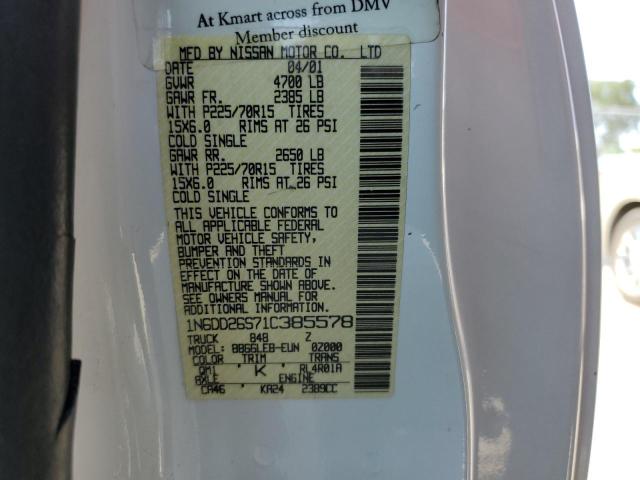 At Kmart across from DMV
Member discount
MFD BY NISSAN MOTOR CO. LTD
DATE 04/01
GVWR 4700 LB
GAWR FR. 2385 LB
WITH P225/70R15 TIRES
15X6.0 RIMS AT 26 PSI
COLD SINGLE
GAWR RR. 2650 LB
WITH P225/70R15 TIRES
15X6.0 RIMS AT 26 PSI
COLD SINGLE
THIS VEHICLE CONFORMS TO
ALL APPLICABLE FEDERAL
MOTOR VEHICLE SAFETY,
BUMPER AND THEFT
PREVENTION STANDARDS IN
EFFECT ON THE DATE OF
MANUFACTURE SHOWN ABOVE.
SEE OWNERS MANUAL FOR
ADDITIONAL INFORMATION
1N6DD26S71C385578
TRUCK 848 Z
MODEL: BBGGLEB-EUN 0Z000
COLOR TRIM TRANS
QM1 K RL4R01A
AXLE ENGINE
CA46 KA24 2389CC